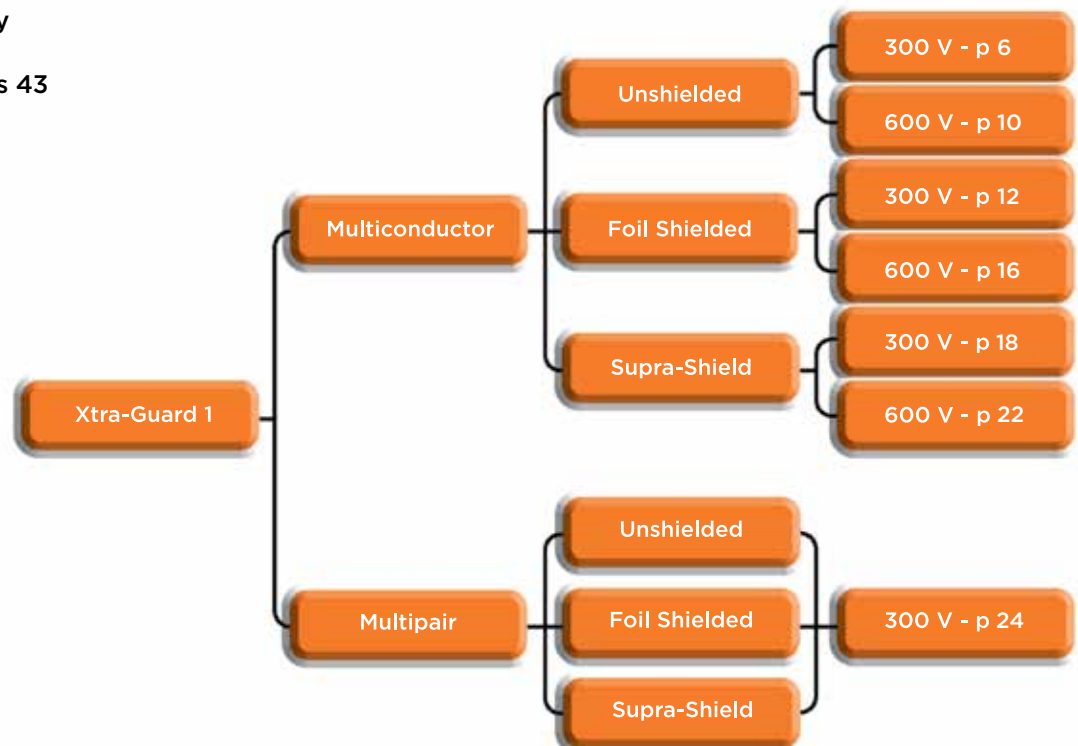 y
s 43
Xtra-Guard 1
Multiconductor
Unshielded
300 V - p 6
600 V - p 10
Foil Shielded
300 V - p 12
600 V - p 16
Supra-Shield
300 V - p 18
600 V - p 22
Multipair
Unshielded
Foil Shielded
Supra-Shield
300 V - p 24